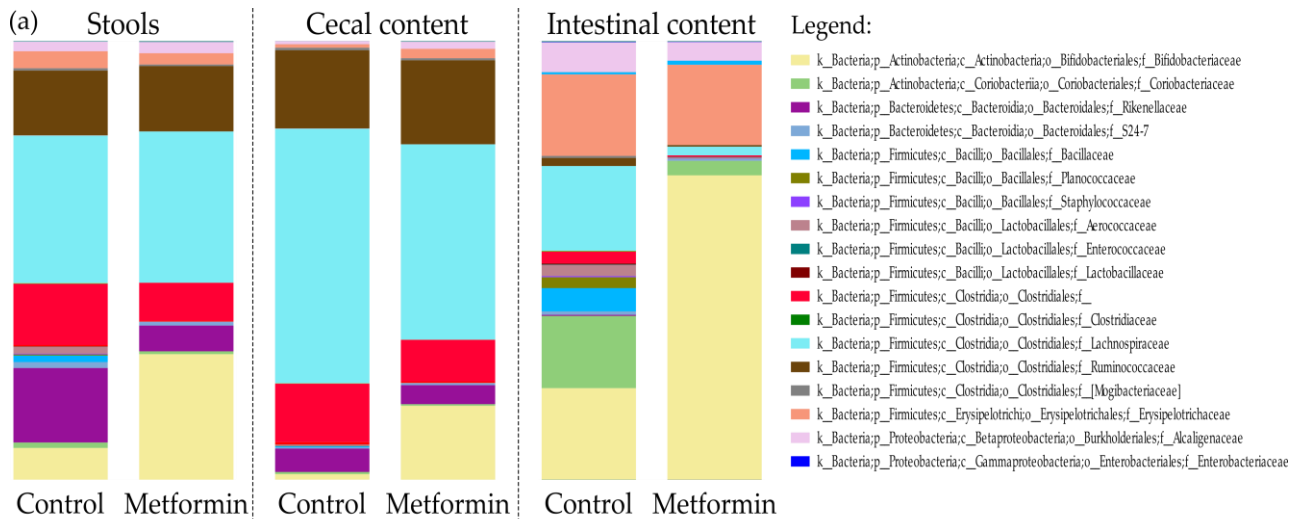 (a)
Stools
Cecal content
Intestinal content
Legend:
k_Bacteria;p_Actinobacteria;c_Actinobacteria;o_Bifidobacteriales;f_Bifidobacteriaceae
k_Bacteria;p_Actinobacteria;c_Coriobacteriia;o_Coriobacteriales;f_Coriobacteriaceae
k_Bacteria;p_Bacteroidetes;c_Bacteroidia;o_Bacteroidales;f_Rikenellaceae
k_Bacteria;p_Bacteroidetes;c_Bacteroidia;o_Bacteroidales;f_S24-7
k_Bacteria;p_Firmicutes;c_Bacilli;o_Bacillales;f_Bacillaceae
k_Bacteria;p_Firmicutes;c_Bacilli;o_Bacillales;f_Planococcaceae
k_Bacteria;p_Firmicutes;c_Bacilli;o_Bacillales;f_Staphylococcaceae
k_Bacteria;p_Firmicutes;c_Bacilli;o_Lactobacillales;f_Aerococcaceae
k_Bacteria;p_Firmicutes;c_Bacilli;o_Lactobacillales;f_Enterococcaceae
k_Bacteria;p_Firmicutes;c_Bacilli;o_Lactobacillales;f_Lactobacillaceae
k_Bacteria;p_Firmicutes;c_Clostridia;o_Clostridiales;f_
k_Bacteria;p_Firmicutes;c_Clostridia;o_Clostridiales;f_Clostridiaceae
k_Bacteria;p_Firmicutes;c_Clostridia;o_Clostridiales;f_Lachnospiraceae
k_Bacteria;p_Firmicutes;c_Clostridia;o_Clostridiales;f_Ruminococcaceae
k_Bacteria;p_Firmicutes;c_Clostridia;o_Clostridiales;f_[Mogibacteriaceae]
k_Bacteria;p_Firmicutes;c_Erysipelotrichi;o_Erysipelotrichales;f_Erysipelotrichaceae
k_Bacteria;p_Proteobacteria;c_Betaproteobacteria;o_Burkholderiales;f_Alcaligenaceae
k_Bacteria;p_Proteobacteria;c_Gammaproteobacteria;o_Enterobacteriales;f_Enterobacteriaceae
Control
Metformin
Control
Metformin
Control
Metformin